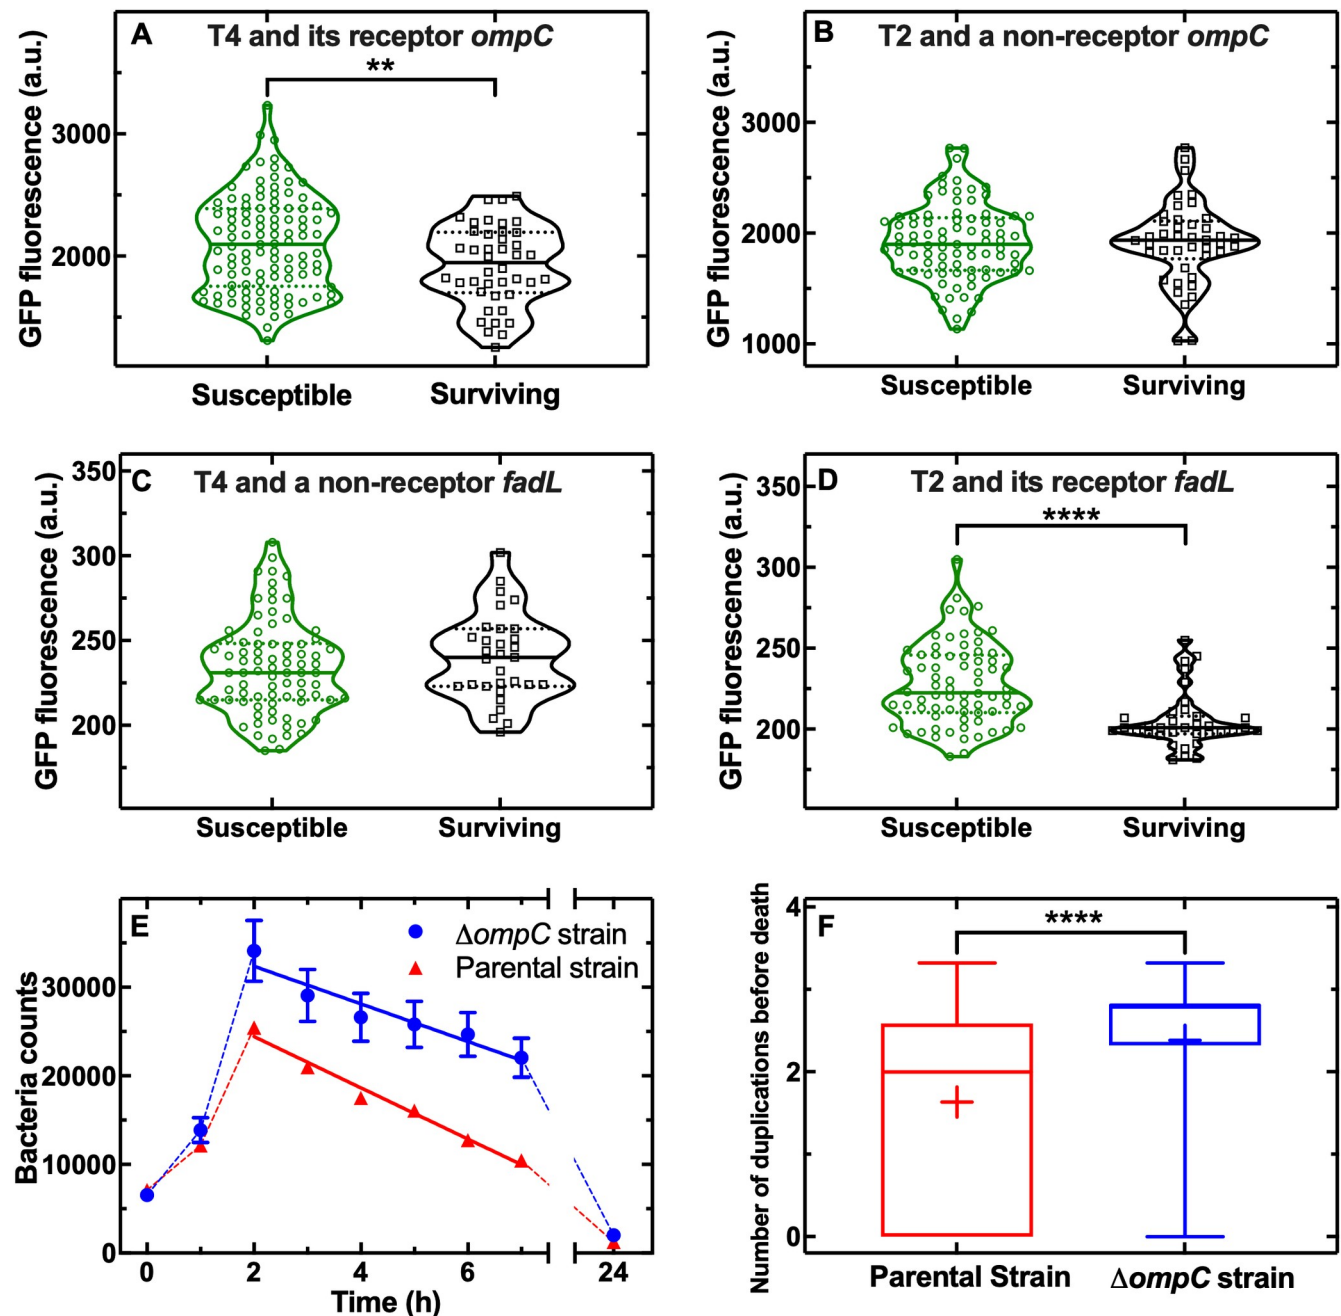 A
T4 and its receptor ompC
**
GFP fluorescence (a.u.)
3000
2000
Susceptible
Surviving
B
T2 and a non-receptor ompC
GFP fluorescence (a.u.)
3000
2000
1000
Susceptible
Surviving
C
T4 and a non-receptor fadL
GFP fluorescence (a.u.)
350
300
250
200
Susceptible
Surviving
D
T2 and its receptor fadL
****
GFP fluorescence (a.u.)
350
300
250
200
Susceptible
Surviving
E
ΔompC strain
Parental strain
Bacteria counts
30000
20000
10000
0
0 2 4 6 24
Time (h)
F
****
Number of duplications before death
4
2
0
Parental Strain
ΔompC strain